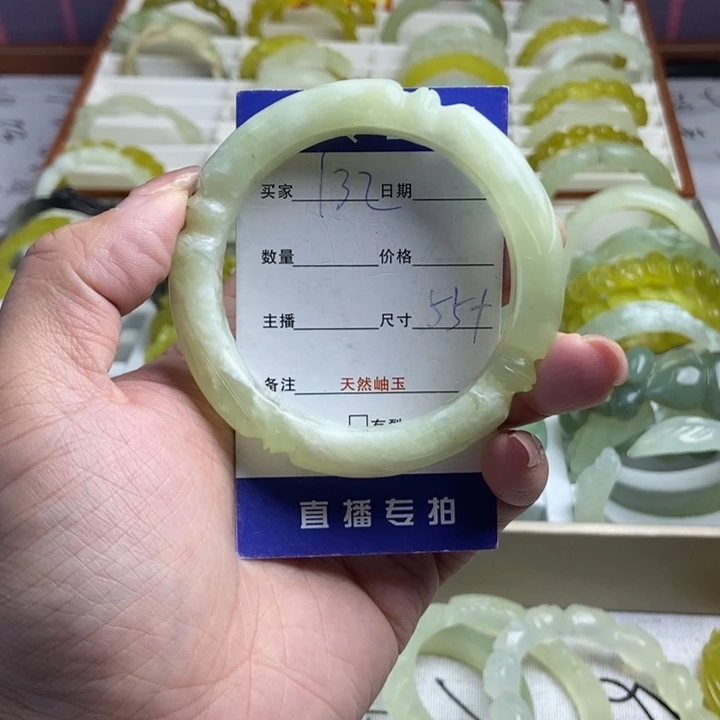 买家 132 日期
数量 价格
主播 尺寸 55+
备注 天然岫玉
直播专拍